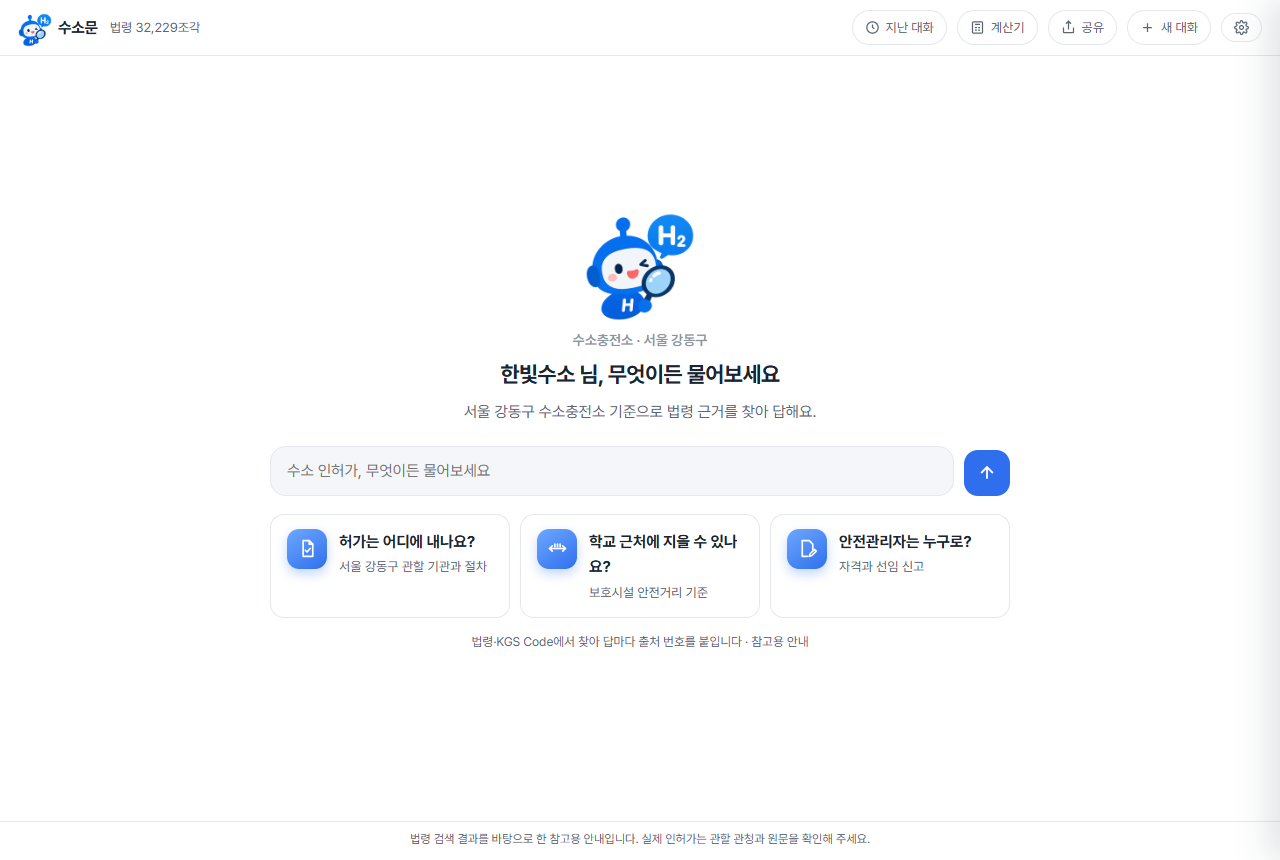 수소문 법령 32,229조각 지난 대화 계산기 공유 새 대화
H₂
H
수소충전소 · 서울 강동구
한빛수소 님, 무엇이든 물어보세요
서울 강동구 수소충전소 기준으로 법령 근거를 찾아 답해요.
수소 인허가, 무엇이든 물어보세요
허가는 어디에 내나요?
서울 강동구 관할 기관과 절차
학교 근처에 지을 수 있나
요?
보호시설 안전거리 기준
안전관리자는 누구로?
자격과 선임 신고
법령·KGS Code에서 찾아 답마다 출처 번호를 붙입니다 · 참고용 안내
법령 검색 결과를 바탕으로 한 참고용 안내입니다. 실제 인허가는 관할 관청과 원문을 확인해 주세요.